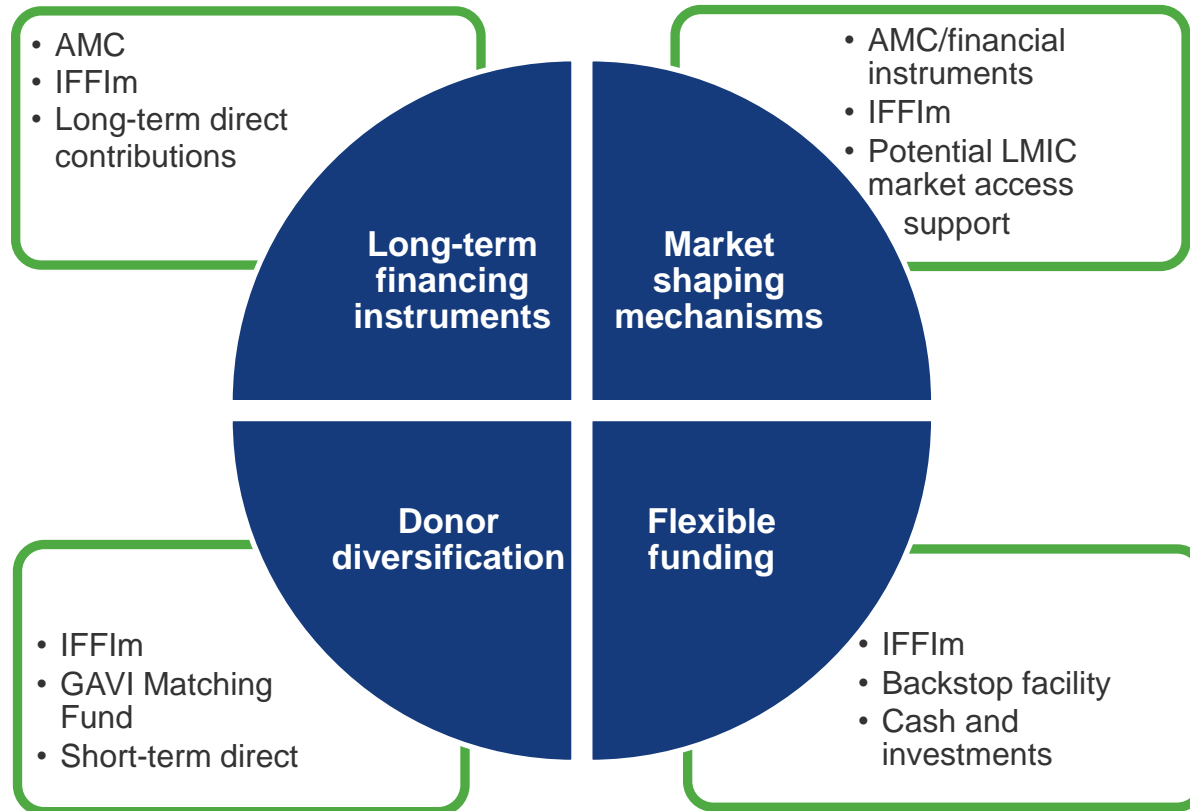 • AMC
• IFFIm
• Long-term direct
contributions
• AMC/financial
instruments
• IFFIm
• Potential LMIC
market access
support
Long-term
financing
instruments
Market
shaping
mechanisms
Donor
diversification
Flexible
funding
• IFFIm
• GAVI Matching
Fund
• Short-term direct
• IFFIm
• Backstop facility
• Cash and
investments